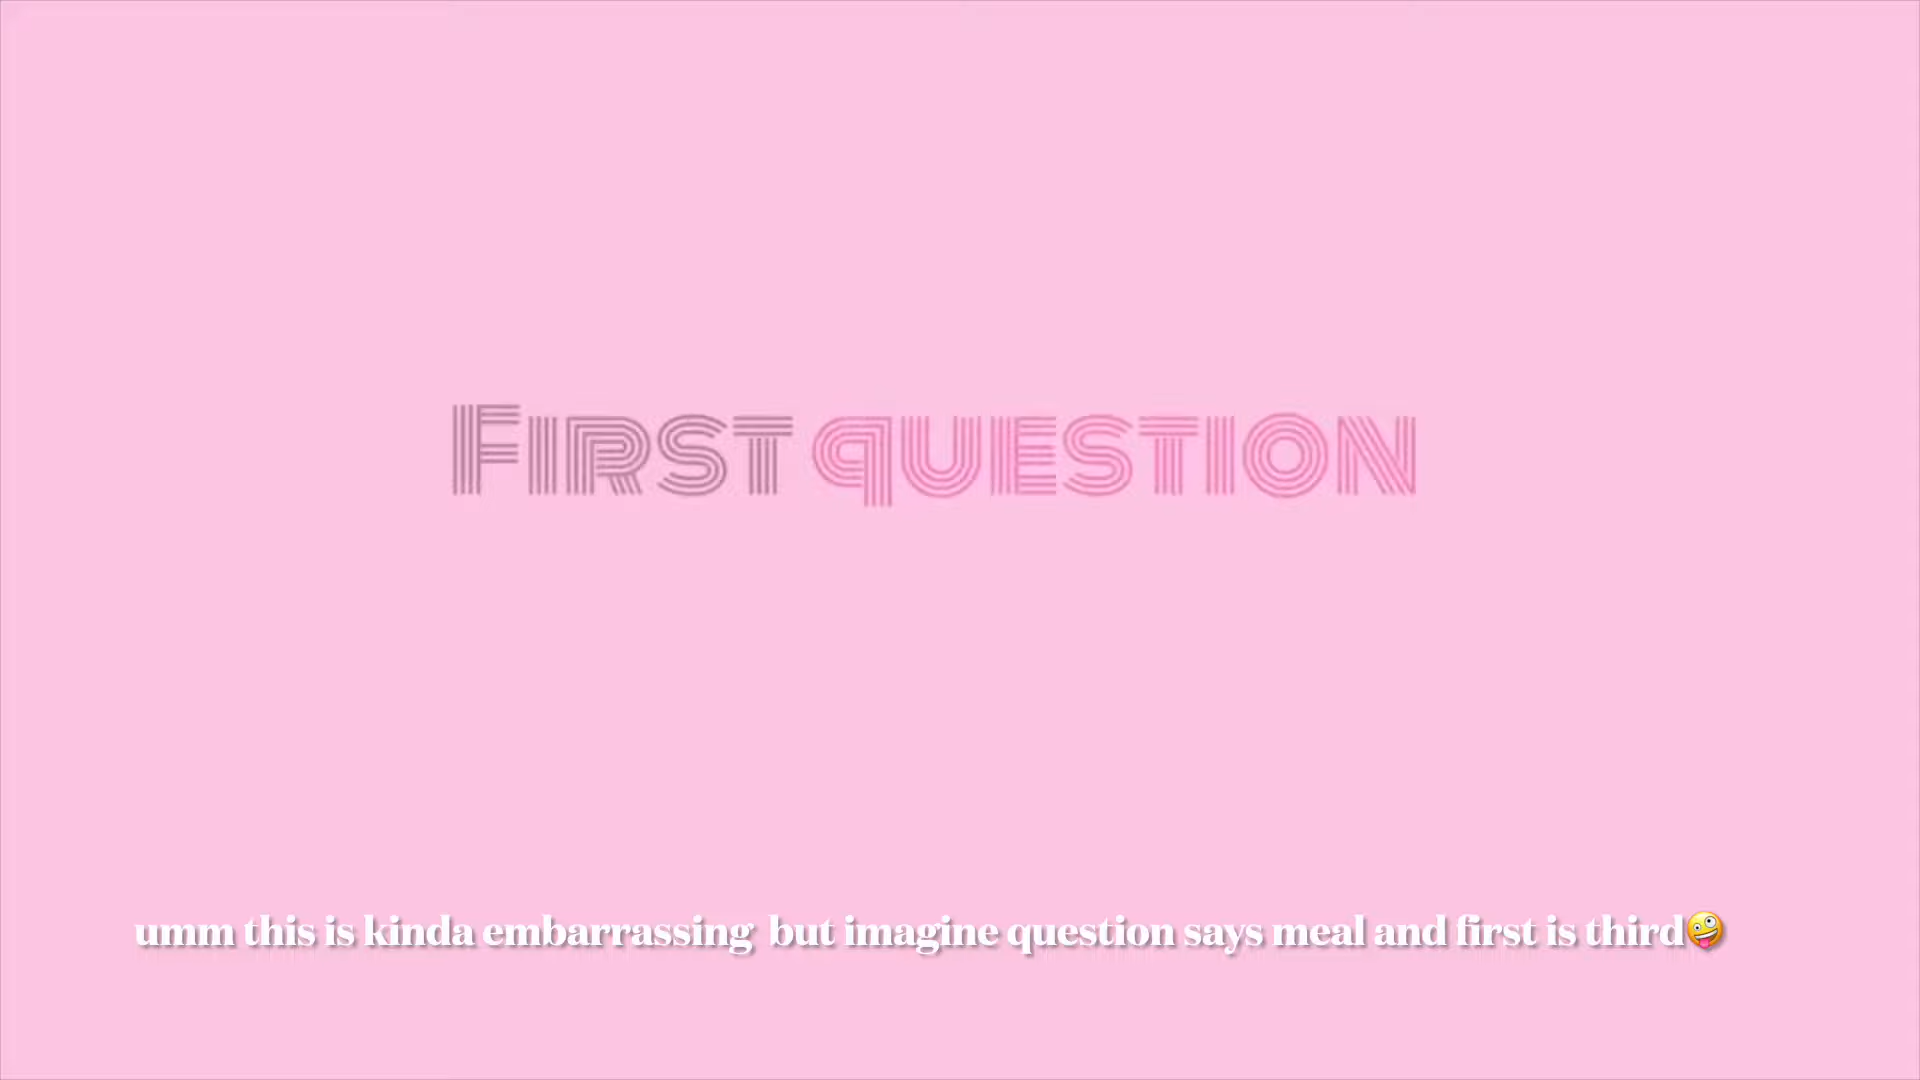 First question
umm this is kinda embarrassing but imagine question says meal and first is third🤪